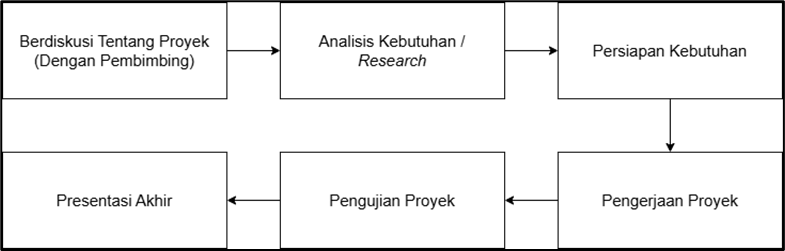 Berdiskusi Tentang Proyek
(Dengan Pembimbing)
Analisis Kebutuhan /
Research
Persiapan Kebutuhan
Pengerjaan Proyek
Pengujian Proyek
Presentasi Akhir